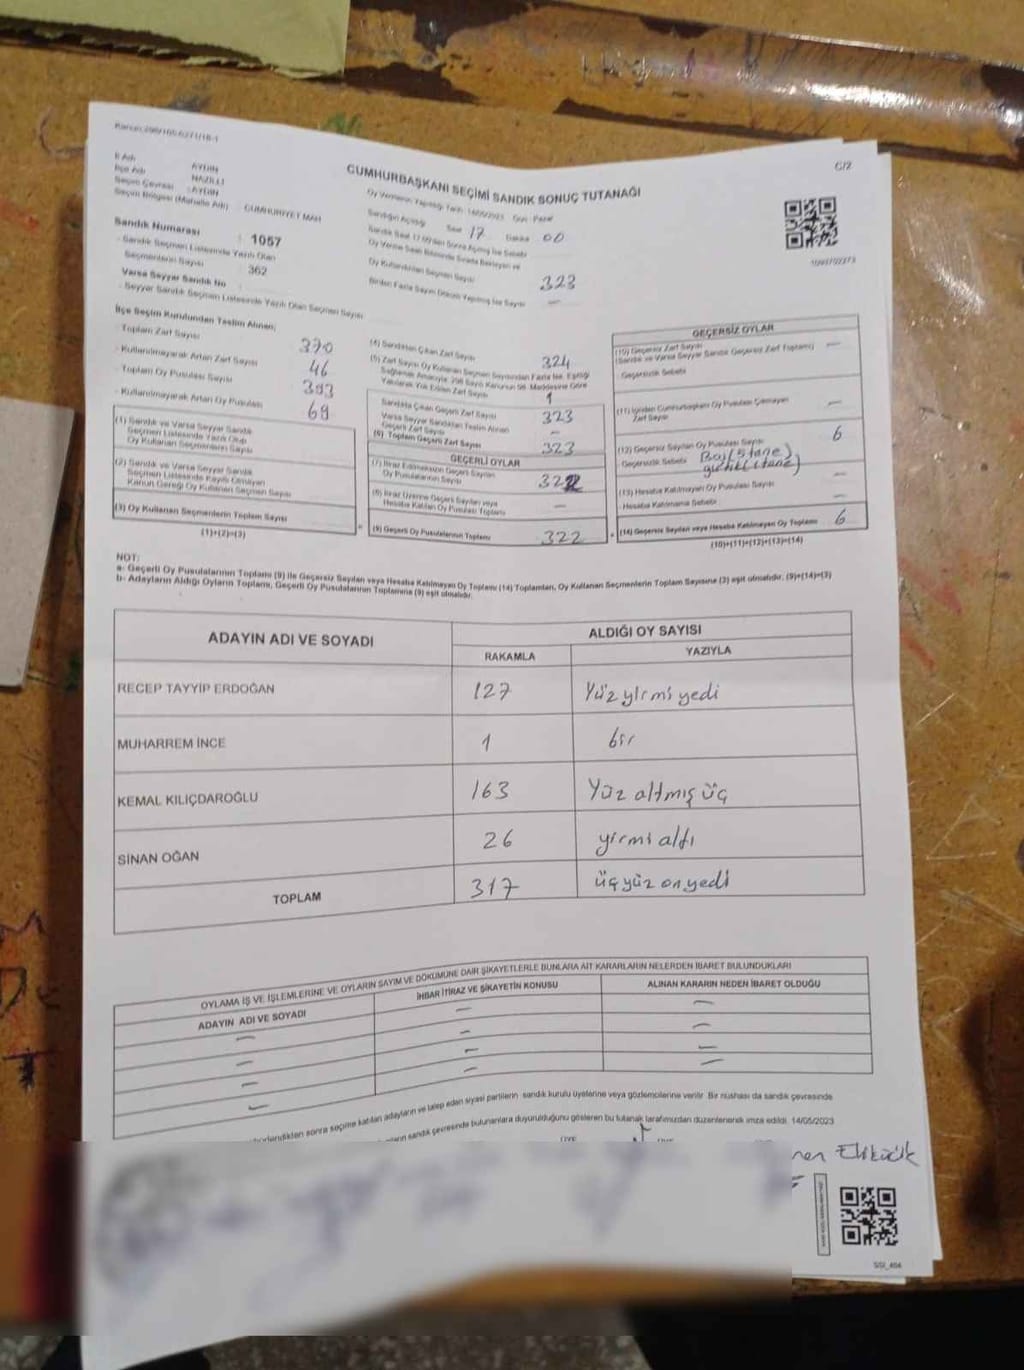 Kanun:298/105-6271/18-1
C/2
CUMHURBAŞKANI SEÇİMİ SANDIK SONUÇ TUTANAĞI
İl Adı : AYDIN
İlçe Adı : NAZİLLİ
Seçim Çevresi : AYDIN
Seçim Bölgesi (Mahalle Adı) : CUMHURİYET MAH
Sandık Numarası : 1057
- Sandık Seçmen Listesinde Yazılı Olan
Seçmenlerin Sayısı : 362
Varsa Seyyar Sandık No
- Seyyar Sandık Seçmen Listesinde Yazılı Olan Seçmen Sayısı
Oy Vermenin Yapıldığı Tarih 14/05/2023 Gün : Pazar
Sandığın Açıldığı Saat 17 Dakika 00
Oy Kullandırılan Seçmen Sayısı 323
Birden Fazla Sayım Döküm Yapılmış İse Sayısı —
İlçe Seçim Kurulundan Teslim Alınan;
- Toplam Zarf Sayısı 370
- Kullanılmayarak Artan Zarf Sayısı 46
- Toplam Oy Pusulası Sayısı 393
- Kullanılmayarak Artan Oy Pusulası 69
(1) Sandık ve Varsa Seyyar Sandık
Seçmen Listesinde Yazılı Olup
Oy Kullanan Seçmenlerin Sayısı
(2) Sandık ve Varsa Seyyar Sandık
Seçmen Listesinde Kayıtlı Olmayan
Kanun Gereği Oy Kullanan Seçmen Sayısı
(3) Oy Kullanan Seçmenlerin Toplam Sayısı
(1)+(2)=(3)
(4) Sandıktan Çıkan Zarf Sayısı 324
(5) Zarf Sayısı Oy Kullanan Seçmen Sayısından Fazla İse, Eşitliği
Sağlamak Amacıyla, 298 Sayılı Kanunun 98. Maddesine Göre
Yakılarak Yok Edilen Zarf Sayısı 1
Sandıkta Çıkan Geçerli Zarf Sayısı 323
Varsa Seyyar Sandıktan Teslim Alınan
Geçerli Zarf Sayısı —
(6) Toplam Geçerli Zarf Sayısı 323
GEÇERLİ OYLAR
(7) İtiraz Edilmeksizin Geçerli Sayılan
Oy Pusulasının Sayısı 322
(8) İtiraz Üzerine Geçerli Sayılan veya
Hesaba Katılan Oy Pusulası Toplamı —
(9) Geçerli Oy Pusulalarının Toplamı 322
1093702273
GEÇERSİZ OYLAR
(10) Geçersiz Zarf Sayısı —
(Sandık ve Varsa Seyyar Sandık Geçersiz Zarf Toplamı)
- Geçersizlik Sebebi
(11) İçinden Cumhurbaşkanı Oy Pusulası Çıkmayan
Zarf Sayısı —
(12) Geçersiz Sayılan Oy Pusulası Sayısı 6
- Geçersizlik Sebebi
(13) Hesaba Katılmayan Oy Pusulası Sayısı —
- Hesaba Katılmama Sebebi —
(14) Geçersiz Sayılan veya Hesaba Katılmayan Oy Toplamı 6
(10)+(11)+(12)+(13)=(14)
NOT:
a- Geçerli Oy Pusulalarının Toplamı (9) ile Geçersiz Sayılan veya Hesaba Katılmayan Oy Toplamı (14) Toplamları, Oy Kullanan Seçmenlerin Toplam Sayısına (3) eşit olmalıdır. (9)+(14)=(3)
b- Adayların Aldığı Oyların Toplamı, Geçerli Oy Pusulalarının Toplamına (9) eşit olmalıdır.
ADAYIN ADI VE SOYADI
ALDIĞI OY SAYISI
RAKAMLA YAZIYLA
RECEP TAYYİP ERDOĞAN 127 Yüz yirmi yedi
MUHARREM İNCE 1 bir
KEMAL KILIÇDAROĞLU 163 Yüz altmış üç
SİNAN OĞAN 26 yirmi altı
TOPLAM 317 üç yüz on yedi
OYLAMA İŞ VE İŞLEMLERİNE VE OYLARIN SAYIM VE DÖKÜMÜNE DAİR ŞİKAYETLERLE BUNLARA AİT KARARLARIN NELERDEN İBARET BULUNDUKLARI
ADAYIN ADI VE SOYADI İHBAR İTİRAZ VE ŞİKAYETİN KONUSU ALINAN KARARIN NEDEN İBARET OLDUĞU
— — —
— — —
— — —
— — —
sonra seçime katılan adayların ve talep eden siyasi partilerin sandık kurulu üyelerine veya gözlemcilerine verilir. Bir nüshası da sandık çevresinde
sandık çevresinde bulunanlara duyurulduğunu gösteren bu tutanak tarafımızdan düzenlenerek imza edildi. 14/05/2023